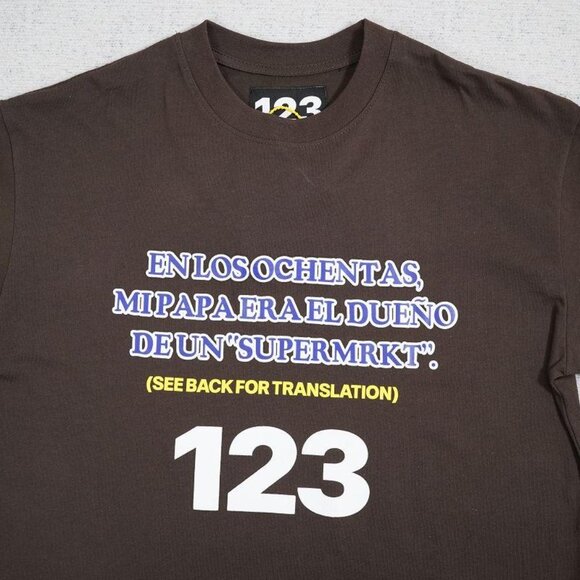 123
EN LOS OCHENTAS,
MI PAPA ERA EL DUEÑO
DE UN "SUPERMRKT".
(SEE BACK FOR TRANSLATION)
123